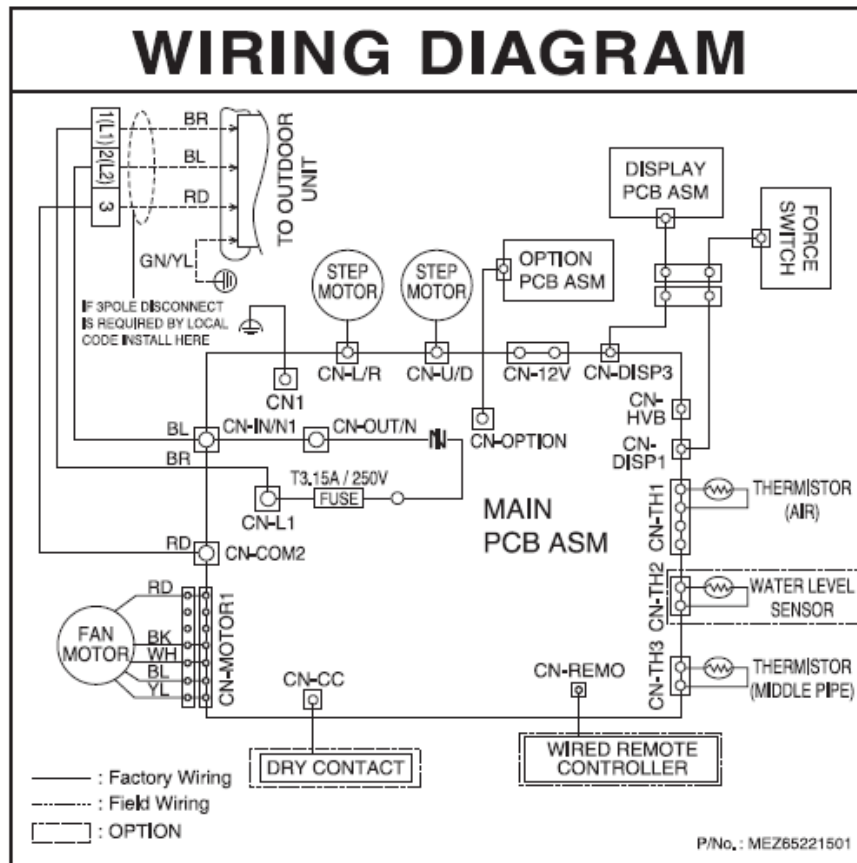 WIRING DIAGRAM
1(L1)
2(L2)
3
BR
BL
RD
GN/YL
TO OUTDOOR
UNIT
IF 3POLE DISCONNECT
IS REQUIRED BY LOCAL
CODE INSTALL HERE
STEP
MOTOR
STEP
MOTOR
OPTION
PCB ASM
DISPLAY
PCB ASM
FORCE
SWITCH
CN1
CN-L/R
CN-U/D
CN-12V
CN-DISP3
CN-
HVB
CN-
DISP1
CN-OPTION
BL
CN-IN/N1
CN-OUT/N
BR
T3.15A / 250V
FUSE
CN-L1
RD
CN-COM2
MAIN
PCB ASM
CN-TH1
THERMISTOR
(AIR)
CN-TH2
WATER LEVEL
SENSOR
CN-TH3
THERMISTOR
(MIDDLE PIPE)
FAN
MOTOR
RD
BK
WH
BL
YL
CN-MOTOR1
CN-CC
CN-REMO
DRY CONTACT
WIRED REMOTE
CONTROLLER
: Factory Wiring
: Field Wiring
: OPTION
P/No. : MEZ65221501